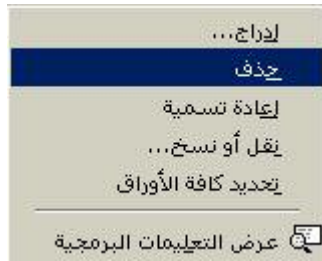 إدراج...
حذف
إعادة تسمية
نقل أو نسخ...
تحديد كافة الأوراق
عرض التعليمات البرمجية